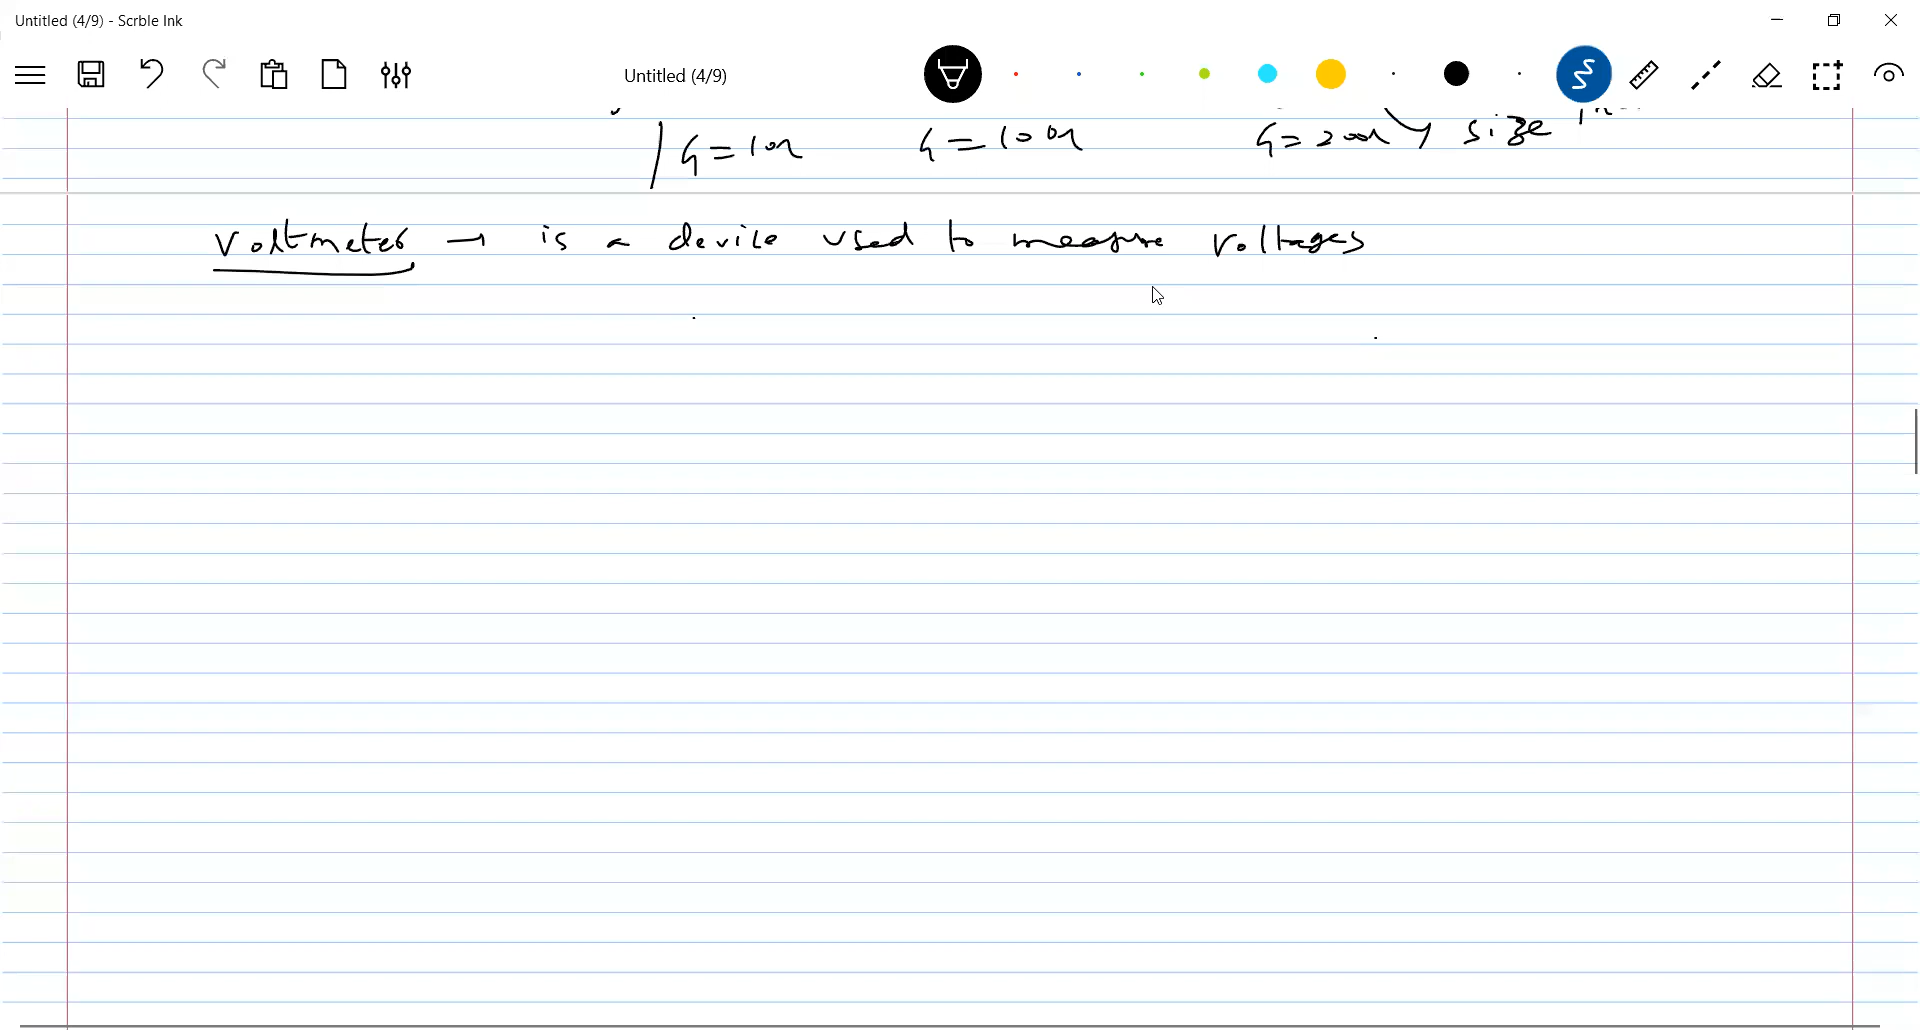 Untitled (4/9) - Scrble Ink
Untitled (4/9)
G = 10Ω G = 100Ω G = 200Ω size
Voltmeter → is a device used to measure voltages